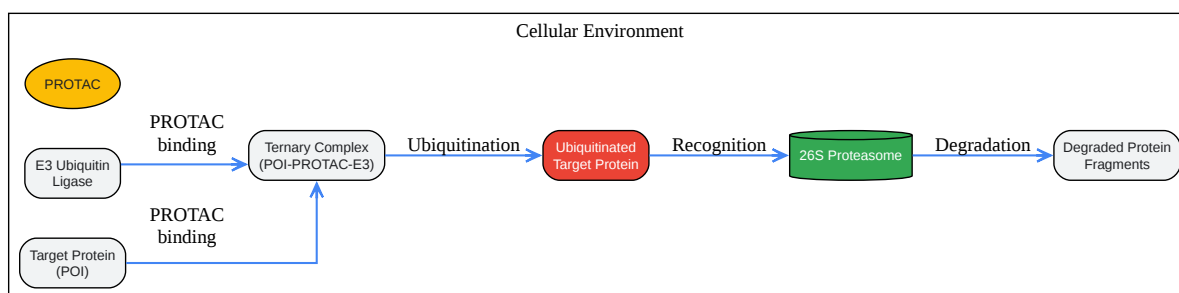 Cellular Environment
PROTAC
PROTAC
binding
E3 Ubiquitin
Ligase
Ternary Complex
(POI-PROTAC-E3)
Ubiquitination
Ubiquitinated
Target Protein
Recognition
26S Proteasome
Degradation
Degraded Protein
Fragments
PROTAC
binding
Target Protein
(POI)